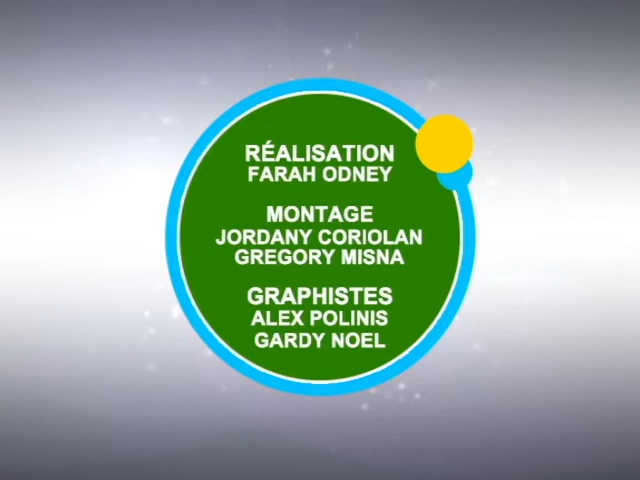 RÉALISATION
FARAH ODNEY
MONTAGE
JORDANY CORIOLAN
GREGORY MISNA
GRAPHISTES
ALEX POLINIS
GARDY NOEL